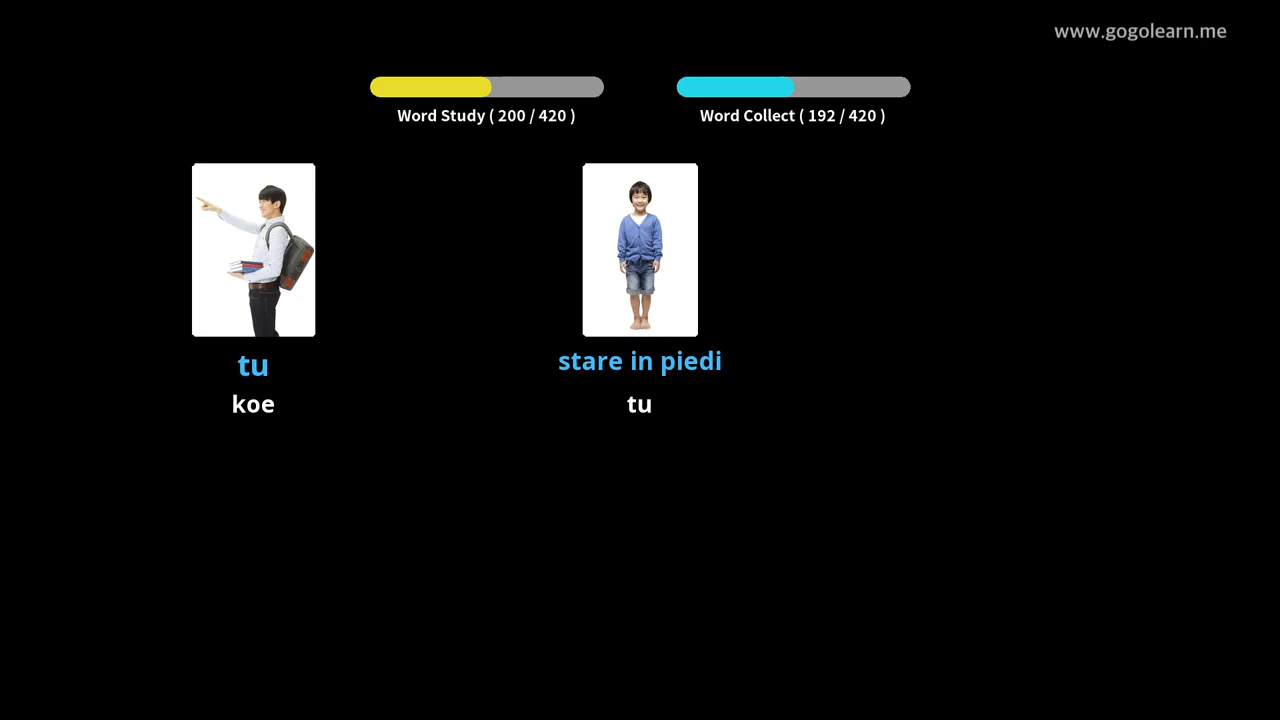 www.gogolearn.me
Word Study ( 200 / 420 )
Word Collect ( 192 / 420 )
tu
koe
stare in piedi
tu